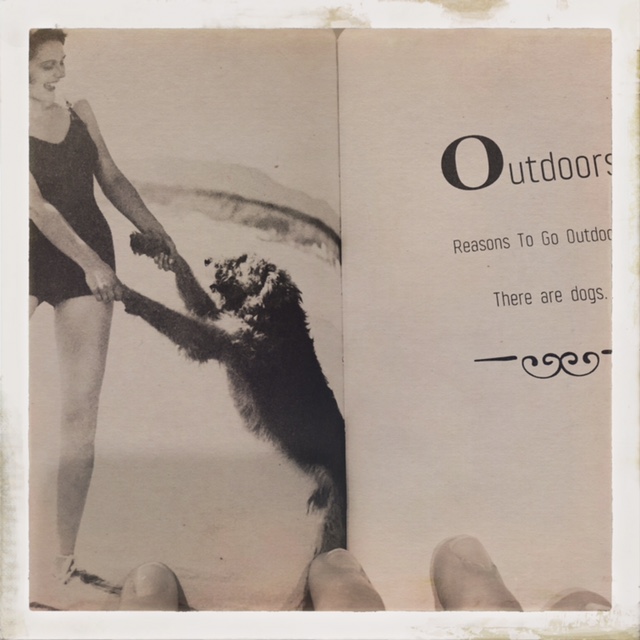 Outdoors
Reasons To Go Outdoo
There are dogs.